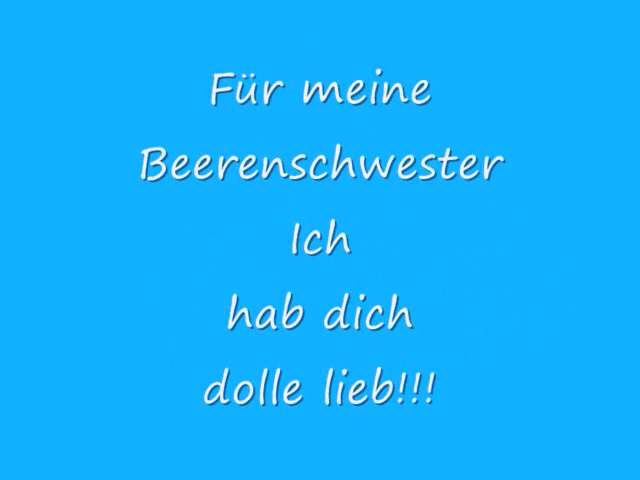 Für meine
Beerenschwester
Ich
hab dich
dolle lieb!!!